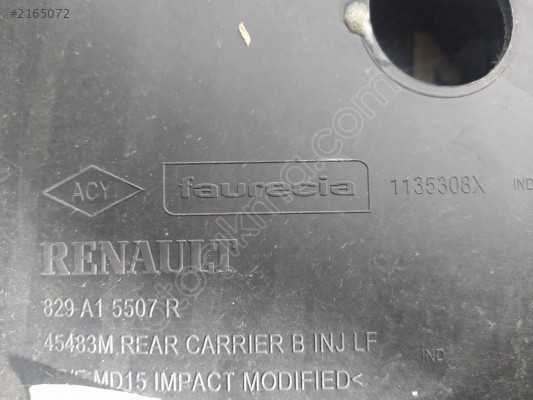 #2165072
ACY faurecia 1135308X IND
RENAULT
829 A1 5507 R
45483M REAR CARRIER B INJ LF IND
MD15 IMPACT MODIFIED<